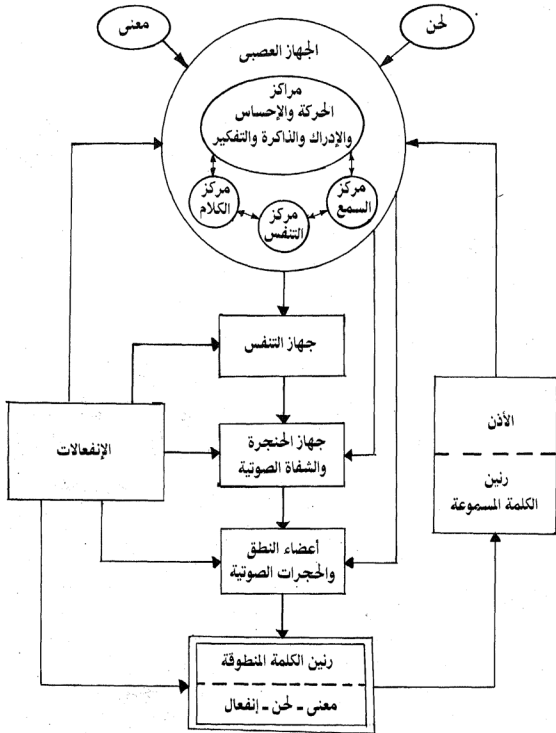 لحن
معنى
الجهاز العصبى
مراكز
الحركة والإحساس
والإدراك والذاكرة والتفكير
مركز
السمع
مركز
التنفس
مركز
الكلام
جهاز التنفس
الأذن
رنين
الكلمة المسموعة
الإنفعالات
جهاز الحنجرة
والشفاة الصوتية
أعضاء النطق
والحجرات الصوتية
رنين الكلمة المنطوقة
معنى - لحن - إنفعال